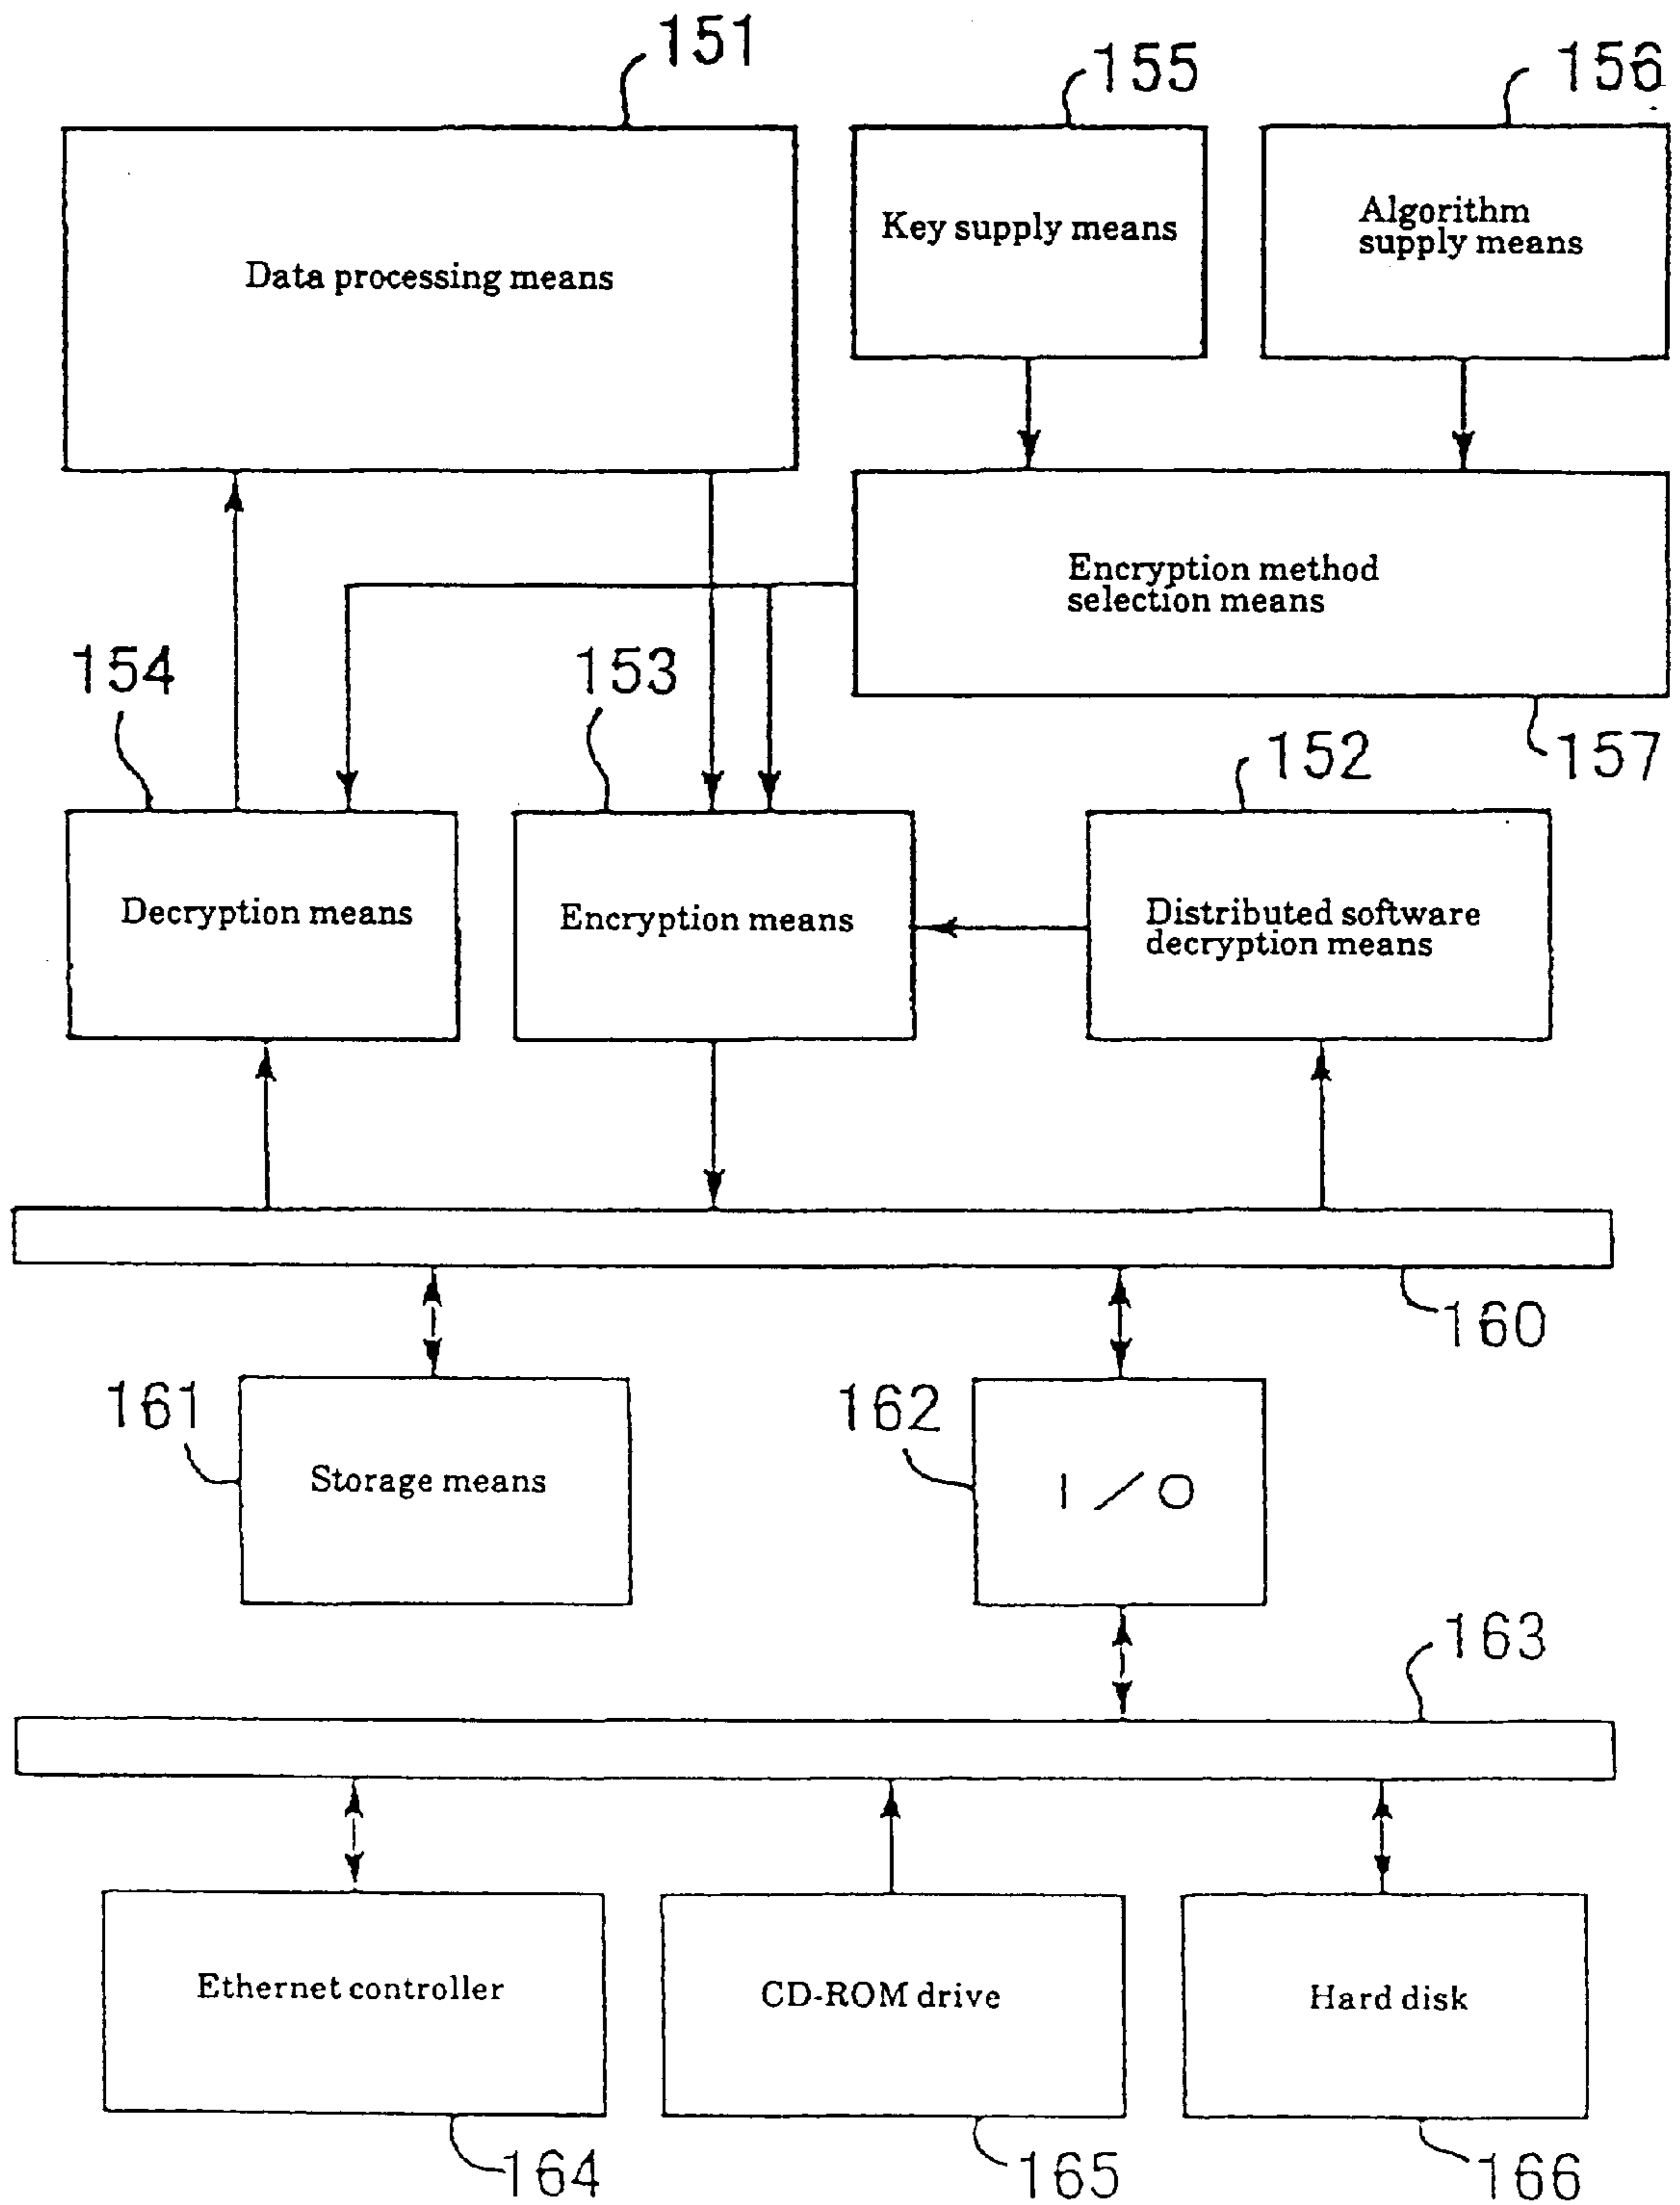 151
155
156
Data processing means
Key supply means
Algorithm
supply means
Encryption method
selection means
154
153
152
157
Decryption means
Encryption means
Distributed software
decryption means
160
161
162
Storage means
I/O
163
Ethernet controller
CD-ROM drive
Hard disk
164
165
166